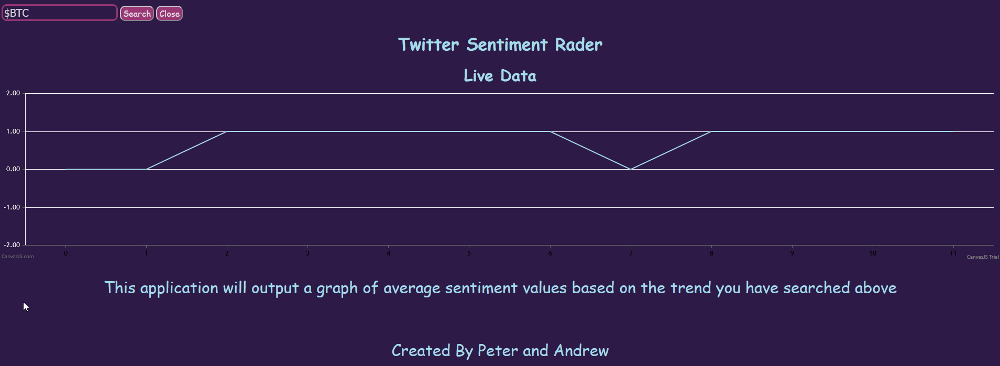 $BTC Search Close
Twitter Sentiment Rader
Live Data
2.00
1.00
0.00
-1.00
-2.00
0 1 2 3 4 5 6 7 8 9 10 11
CanvasJS.com CanvasJS Trial
This application will output a graph of average sentiment values based on the trend you have searched above
Created By Peter and Andrew